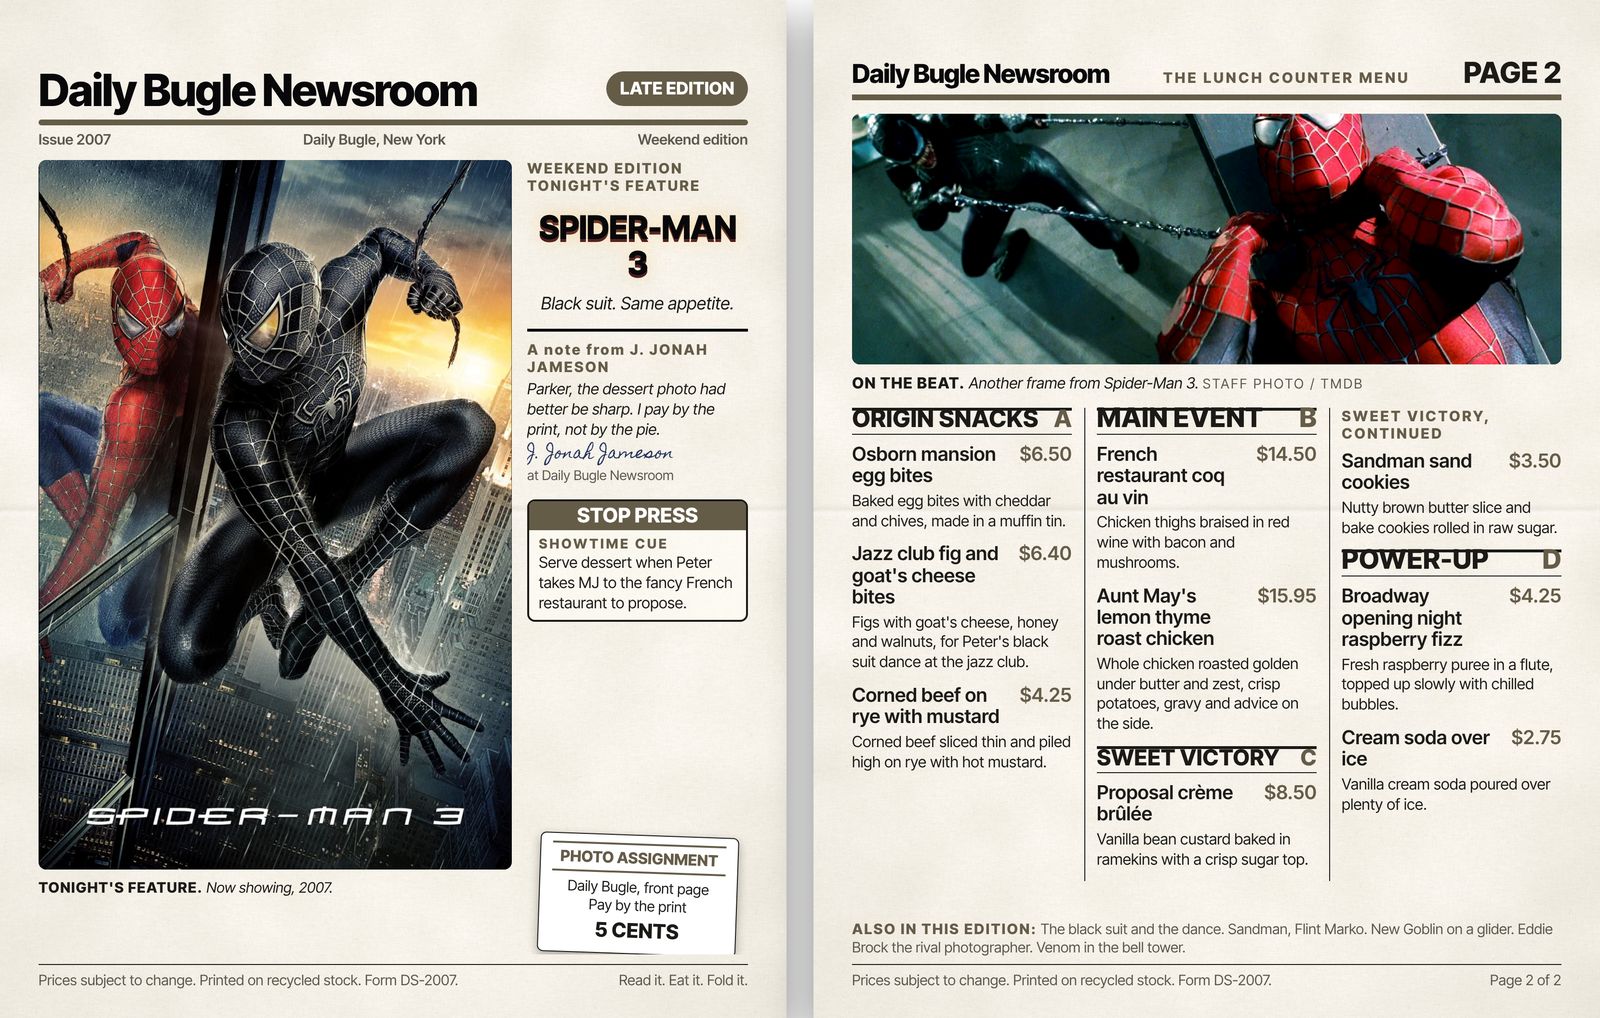 Daily Bugle Newsroom
LATE EDITION
Issue 2007
Daily Bugle, New York
Weekend edition
WEEKEND EDITION
TONIGHT'S FEATURE
SPIDER-MAN
3
Black suit. Same appetite.
A note from J. JONAH
JAMESON
Parker, the dessert photo had
better be sharp. I pay by the
print, not by the pie.
J. Jonah Jameson
at Daily Bugle Newsroom
STOP PRESS
SHOWTIME CUE
Serve dessert when Peter
takes MJ to the fancy French
restaurant to propose.
SPIDER-MAN 3
TONIGHT'S FEATURE. Now showing, 2007.
PHOTO ASSIGNMENT
Daily Bugle, front page
Pay by the print
5 CENTS
Prices subject to change. Printed on recycled stock. Form DS-2007.
Read it. Eat it. Fold it.
Daily Bugle Newsroom
THE LUNCH COUNTER MENU
PAGE 2
ON THE BEAT. Another frame from Spider-Man 3. STAFF PHOTO / TMDB
ORIGIN SNACKS A
Osborn mansion $6.50
egg bites
Baked egg bites with cheddar
and chives, made in a muffin tin.
Jazz club fig and $6.40
goat's cheese
bites
Figs with goat's cheese, honey
and walnuts, for Peter's black
suit dance at the jazz club.
Corned beef on $4.25
rye with mustard
Corned beef sliced thin and piled
high on rye with hot mustard.
MAIN EVENT B
French $14.50
restaurant coq
au vin
Chicken thighs braised in red
wine with bacon and
mushrooms.
Aunt May's $15.95
lemon thyme
roast chicken
Whole chicken roasted golden
under butter and zest, crisp
potatoes, gravy and advice on
the side.
SWEET VICTORY C
Proposal crème $8.50
brûlée
Vanilla bean custard baked in
ramekins with a crisp sugar top.
SWEET VICTORY,
CONTINUED
Sandman sand $3.50
cookies
Nutty brown butter slice and
bake cookies rolled in raw sugar.
POWER-UP D
Broadway $4.25
opening night
raspberry fizz
Fresh raspberry puree in a flute,
topped up slowly with chilled
bubbles.
Cream soda over $2.75
ice
Vanilla cream soda poured over
plenty of ice.
ALSO IN THIS EDITION: The black suit and the dance. Sandman, Flint Marko. New Goblin on a glider. Eddie
Brock the rival photographer. Venom in the bell tower.
Prices subject to change. Printed on recycled stock. Form DS-2007.
Page 2 of 2